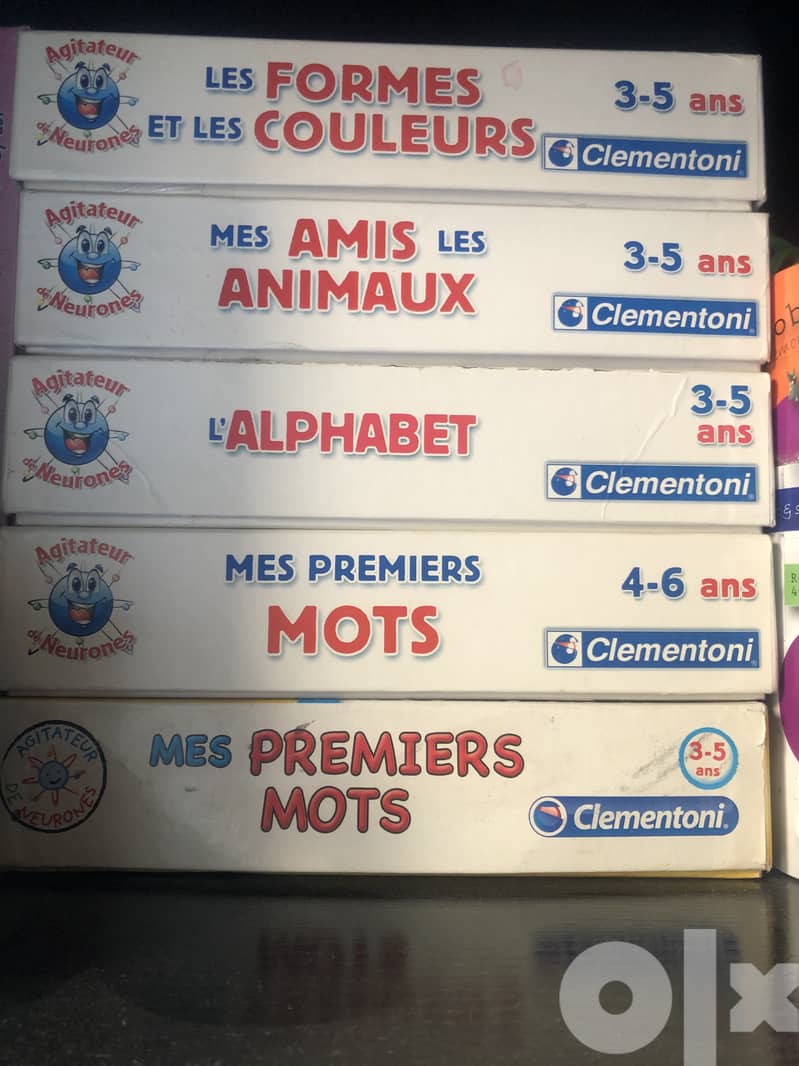 Agitateur
de Neurones
LES FORMES
ET LES COULEURS
3-5 ans
Clementoni
Agitateur
de Neurones
MES AMIS LES
ANIMAUX
3-5 ans
Clementoni
Agitateur
de Neurones
L'ALPHABET
3-5
ans
Clementoni
Agitateur
de Neurones
MES PREMIERS
MOTS
4-6 ans
Clementoni
AGITATEUR
DE NEURONES
MES PREMIERS
MOTS
3-5
ans
Clementoni
olx